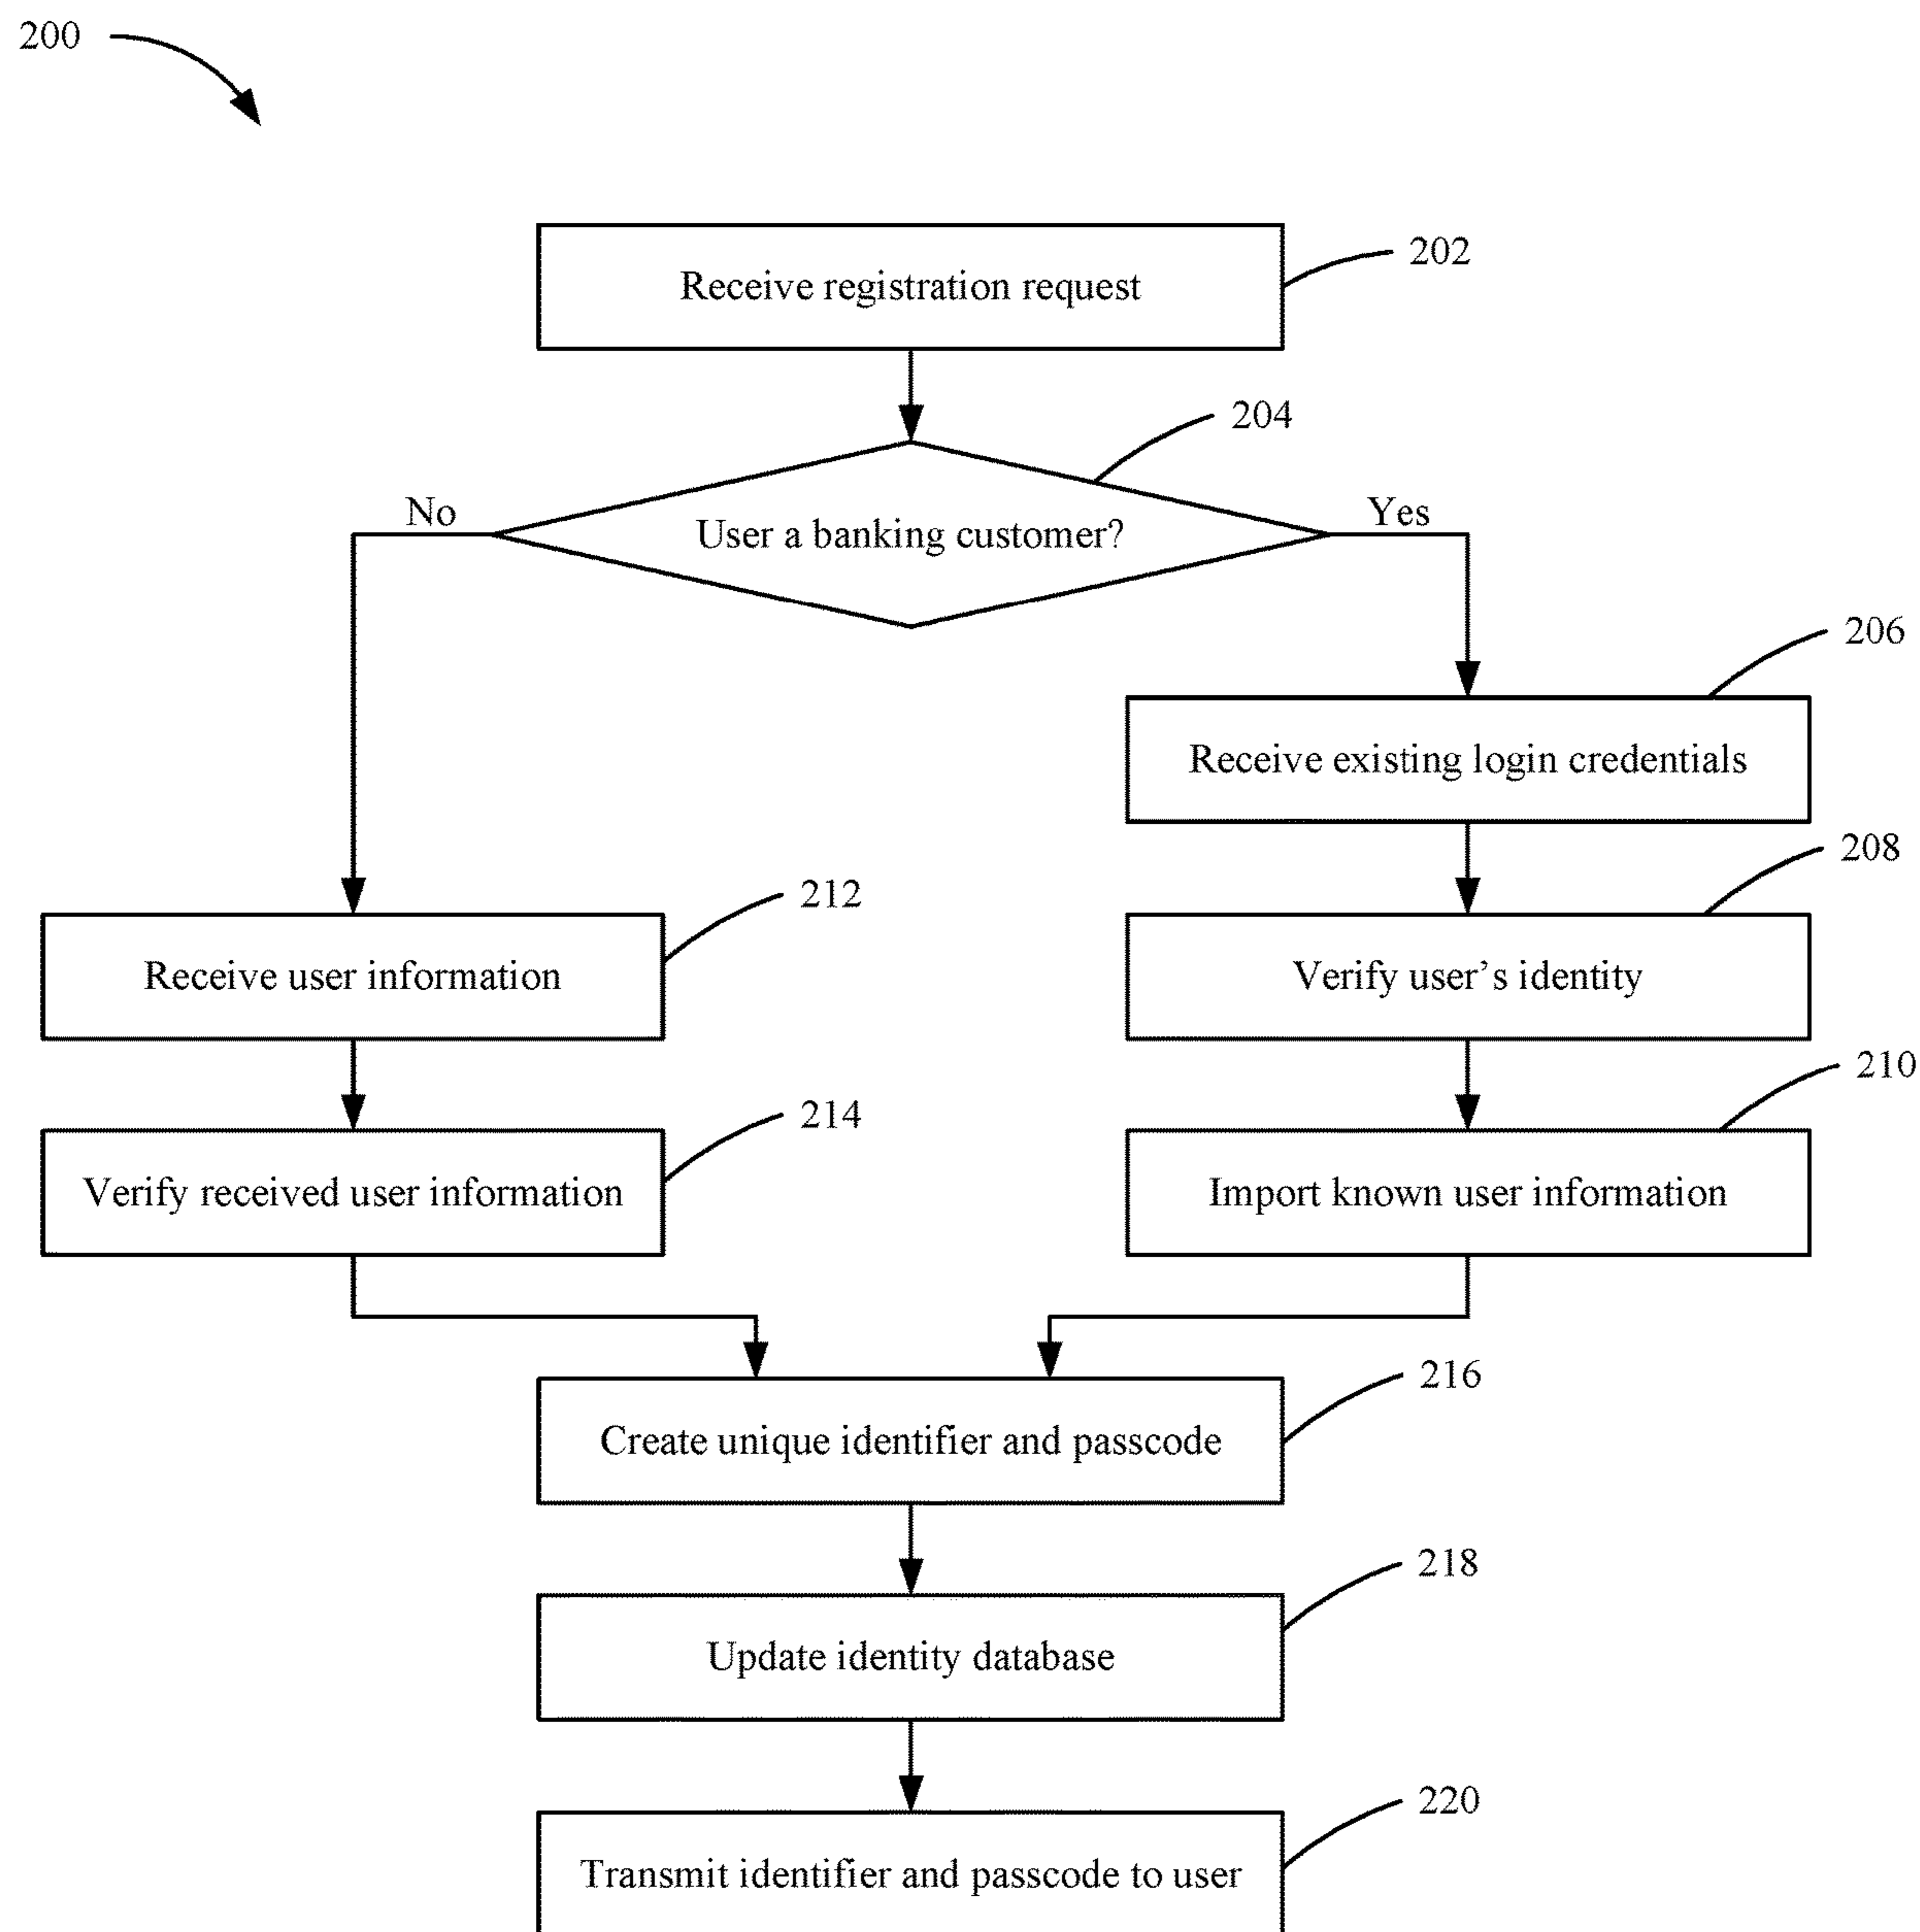 200
Receive registration request
202
204
No
User a banking customer?
Yes
206
Receive existing login credentials
208
212
Receive user information
Verify user’s identity
210
214
Verify received user information
Import known user information
216
Create unique identifier and passcode
218
Update identity database
220
Transmit identifier and passcode to user